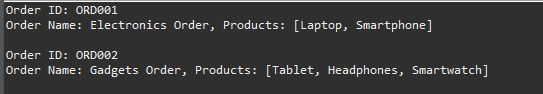 Order ID: ORD001
Order Name: Electronics Order, Products: [Laptop, Smartphone]
Order ID: ORD002
Order Name: Gadgets Order, Products: [Tablet, Headphones, Smartwatch]